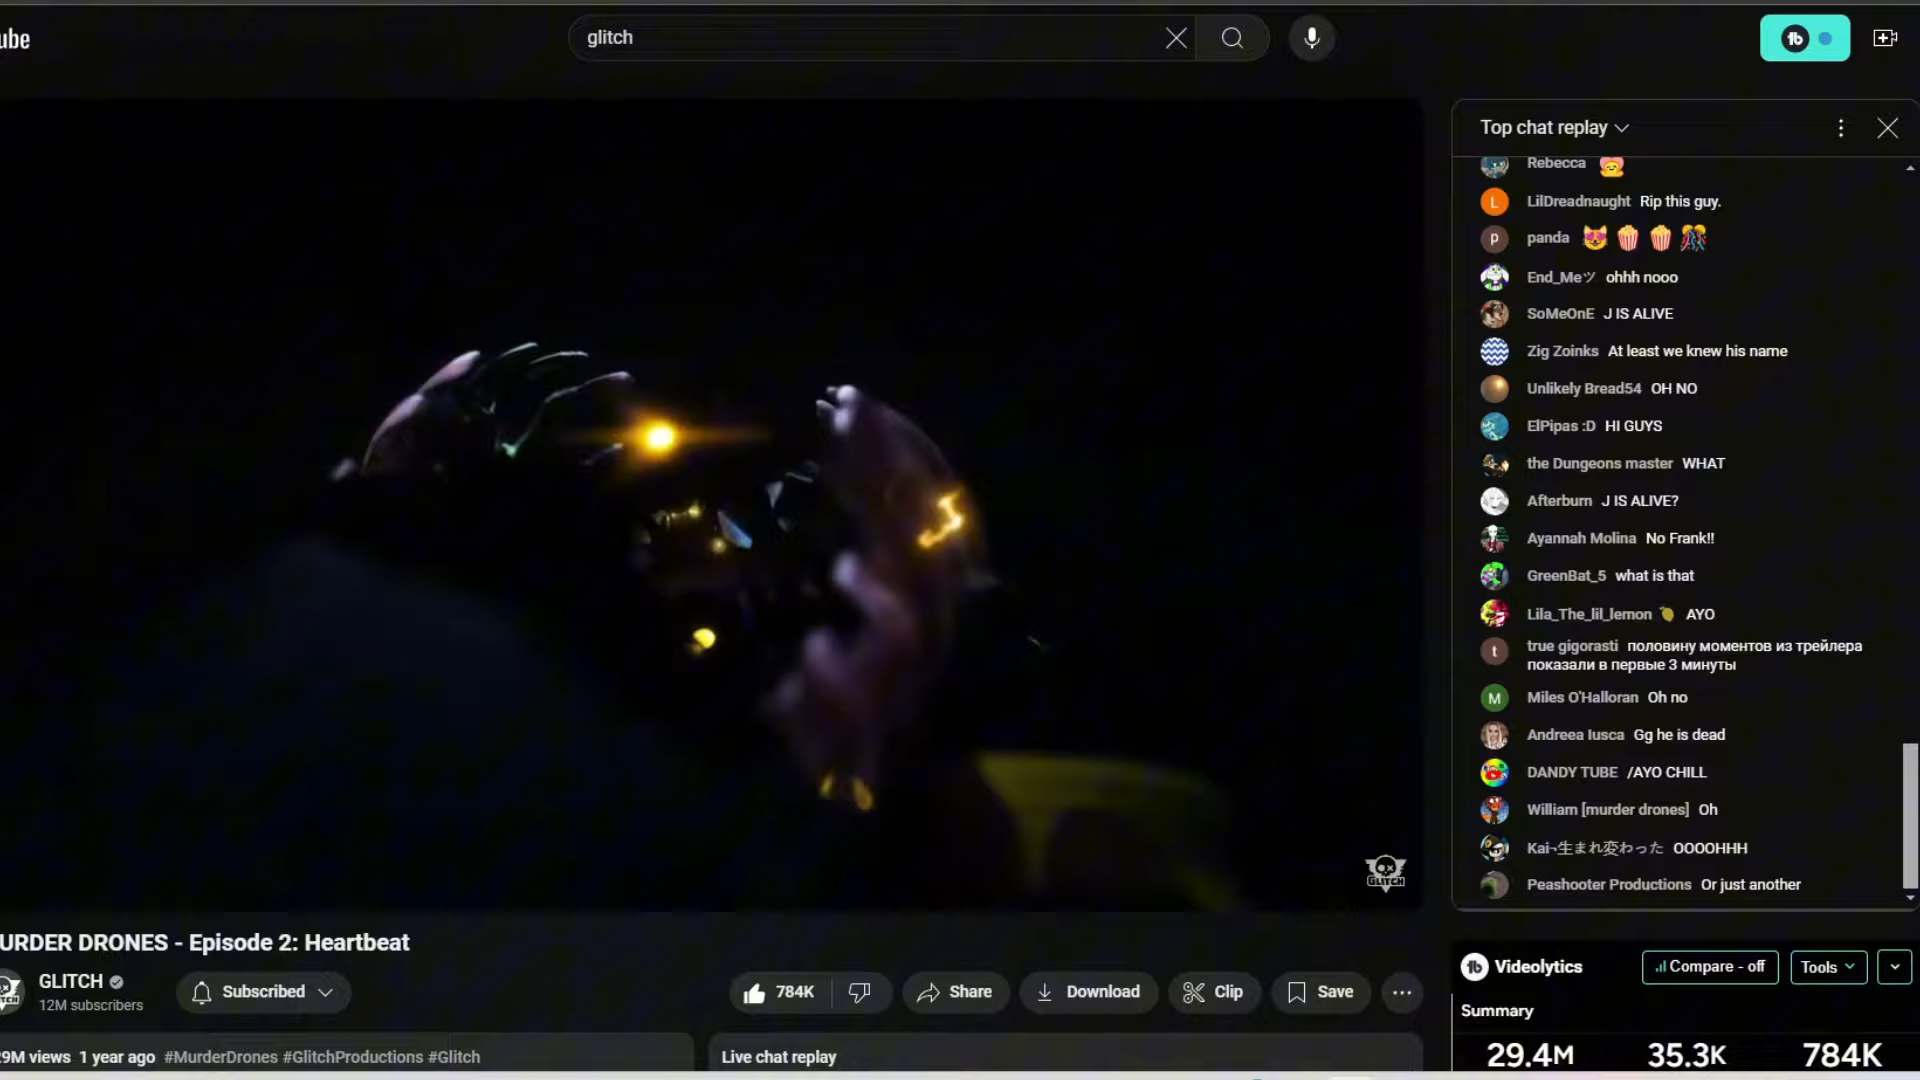 ube
glitch
Top chat replay
Rebecca
L LilDreadnaught Rip this guy.
p panda
End_Meツ ohhh nooo
SoMeOnE J IS ALIVE
Zig Zoinks At least we knew his name
Unlikely Bread54 OH NO
ElPipas :D HI GUYS
the Dungeons master WHAT
Afterburn J IS ALIVE?
Ayannah Molina No Frank!!
GreenBat_5 what is that
Lila_The_lil_lemon AYO
t true gigorasti половину моментов из трейлера
показали в первые 3 минуты
M Miles O'Halloran Oh no
Andreea Iusca Gg he is dead
DANDY TUBE /AYO CHILL
William [murder drones] Oh
Kai¬生まれ変わった OOOOHHH
Peashooter Productions Or just another
GLITCH
URDER DRONES - Episode 2: Heartbeat
GLITCH
12M subscribers
Subscribed
784K
Share
Download
Clip
Save
29M views 1 year ago #MurderDrones #GlitchProductions #Glitch
Live chat replay
tb Videolytics
Compare - off
Tools
Summary
29.4M 35.3K 784K